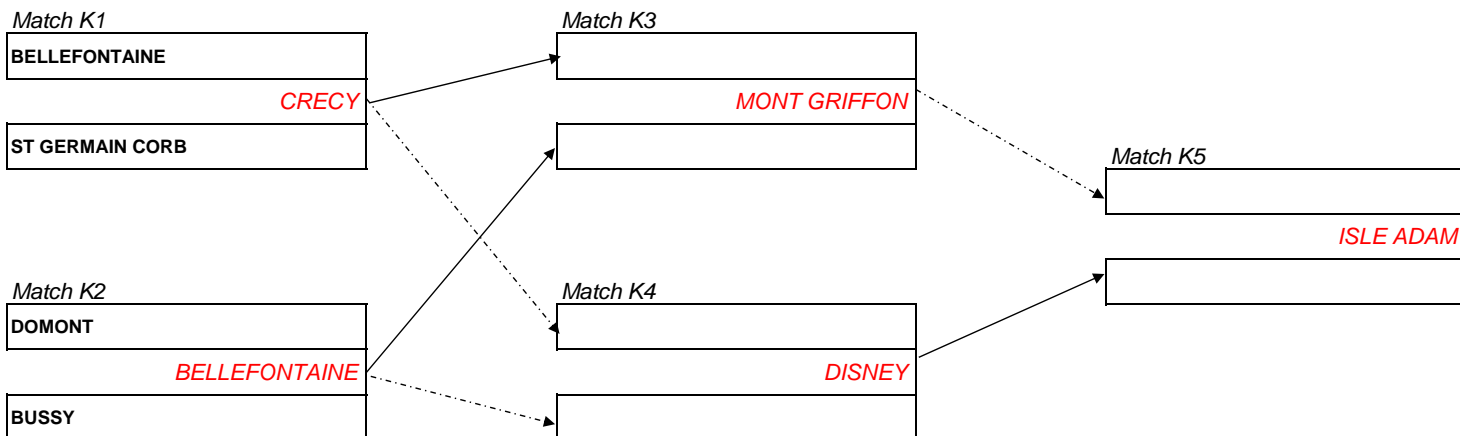 Match K1
BELLEFONTAINE
CRECY
ST GERMAIN CORB
Match K2
DOMONT
BELLEFONTAINE
BUSSY
Match K3
MONT GRIFFON
Match K4
DISNEY
Match K5
ISLE ADAM